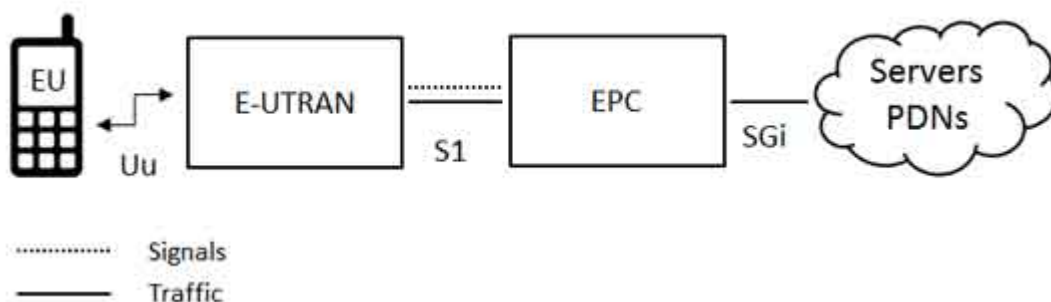 EU
Uu
E-UTRAN
S1
EPC
SGi
Servers
PDNs
Signals
Traffic